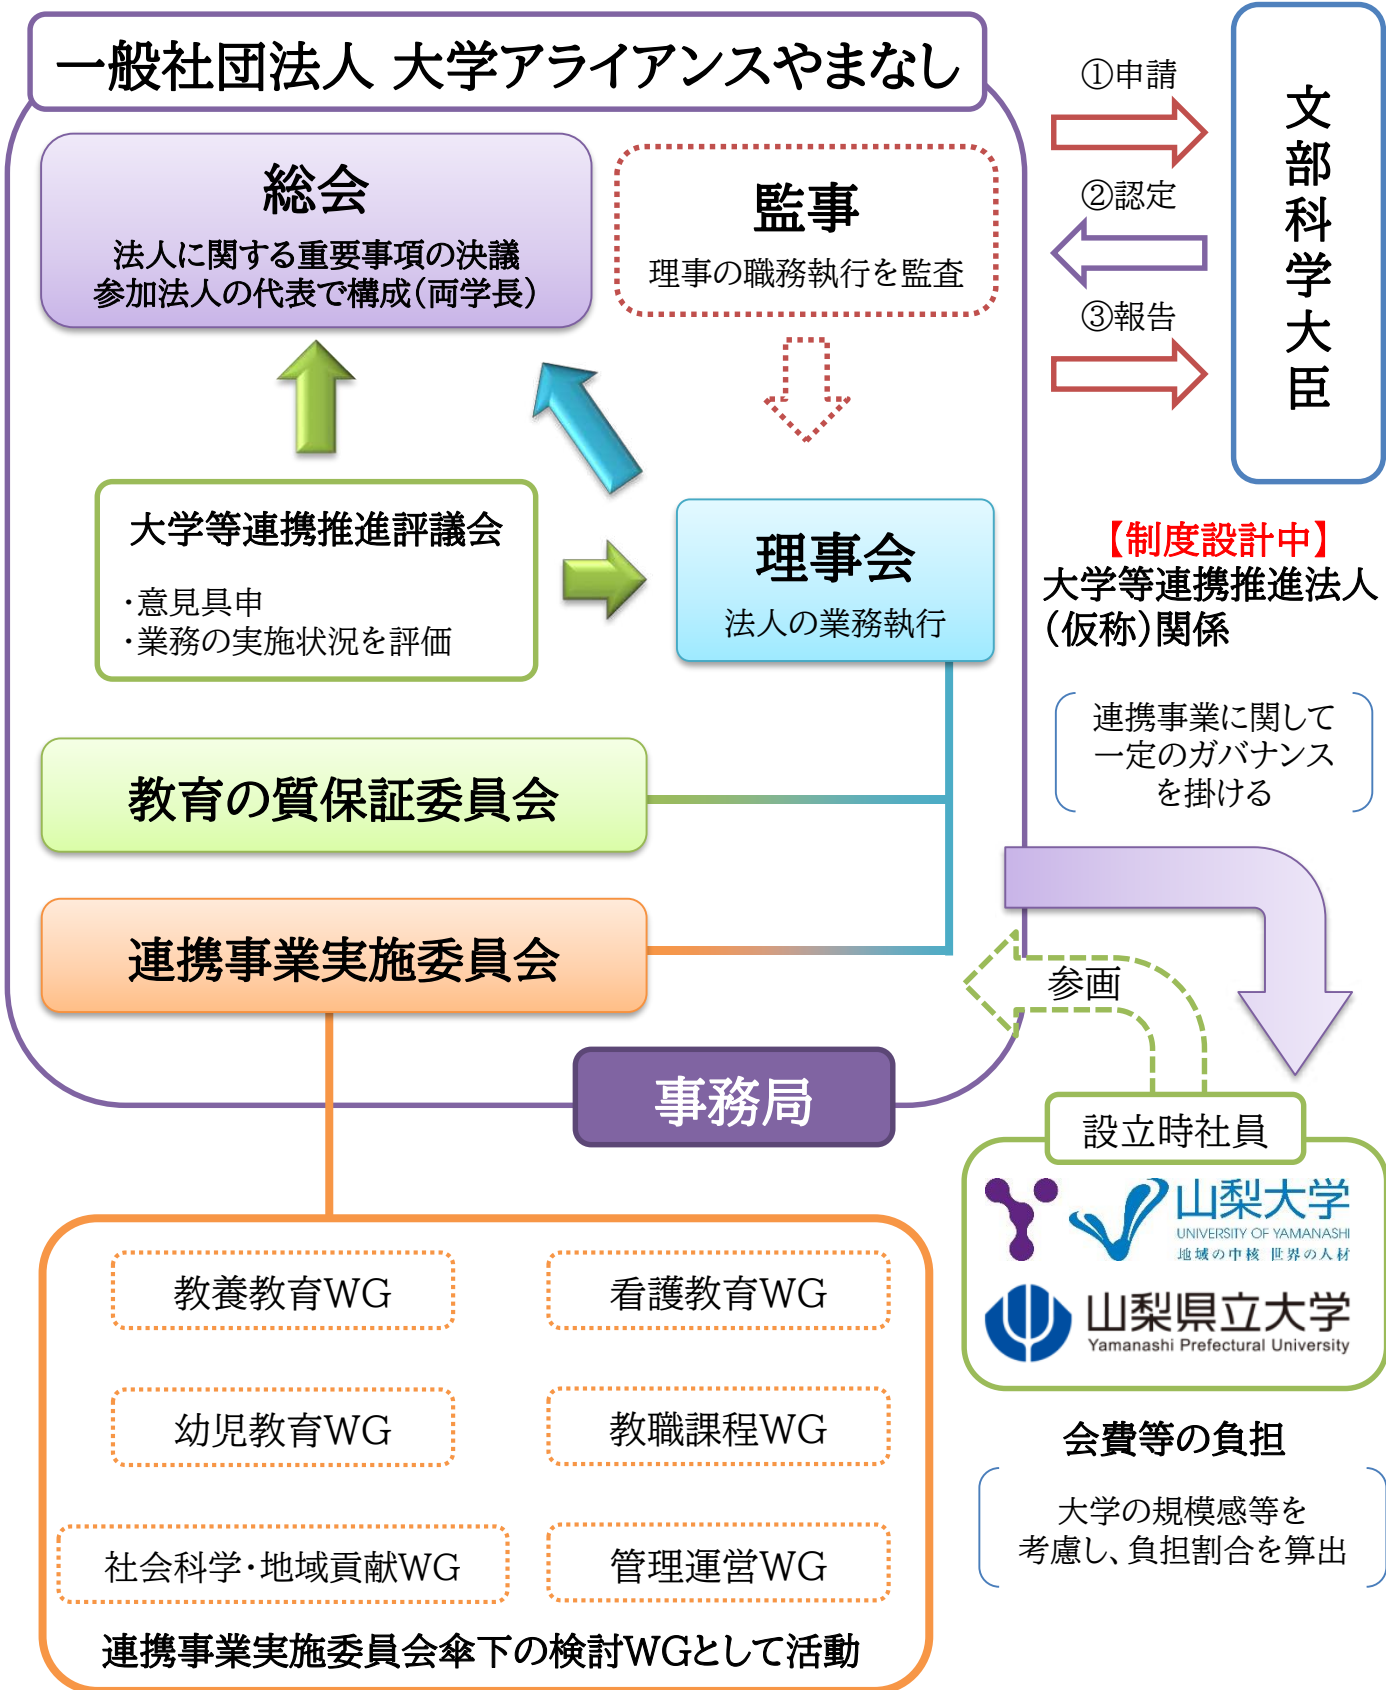 一般社団法人 大学アライアンスやまなし
総会
法人に関する重要事項の決議
参加法人の代表で構成(両学長)
監事
理事の職務執行を監査
①申請
②認定
③報告
文部科学大臣
大学等連携推進評議会
・意見具申
・業務の実施状況を評価
理事会
法人の業務執行
【制度設計中】
大学等連携推進法人
(仮称)関係
連携事業に関して
一定のガバナンス
を掛ける
教育の質保証委員会
連携事業実施委員会
参画
事務局
設立時社員
山梨大学
UNIVERSITY OF YAMANASHI
地域の中核 世界の人材
山梨県立大学
Yamanashi Prefectural University
会費等の負担
大学の規模感等を
考慮し、負担割合を算出
教養教育WG
看護教育WG
幼児教育WG
教職課程WG
社会科学・地域貢献WG
管理運営WG
連携事業実施委員会傘下の検討WGとして活動